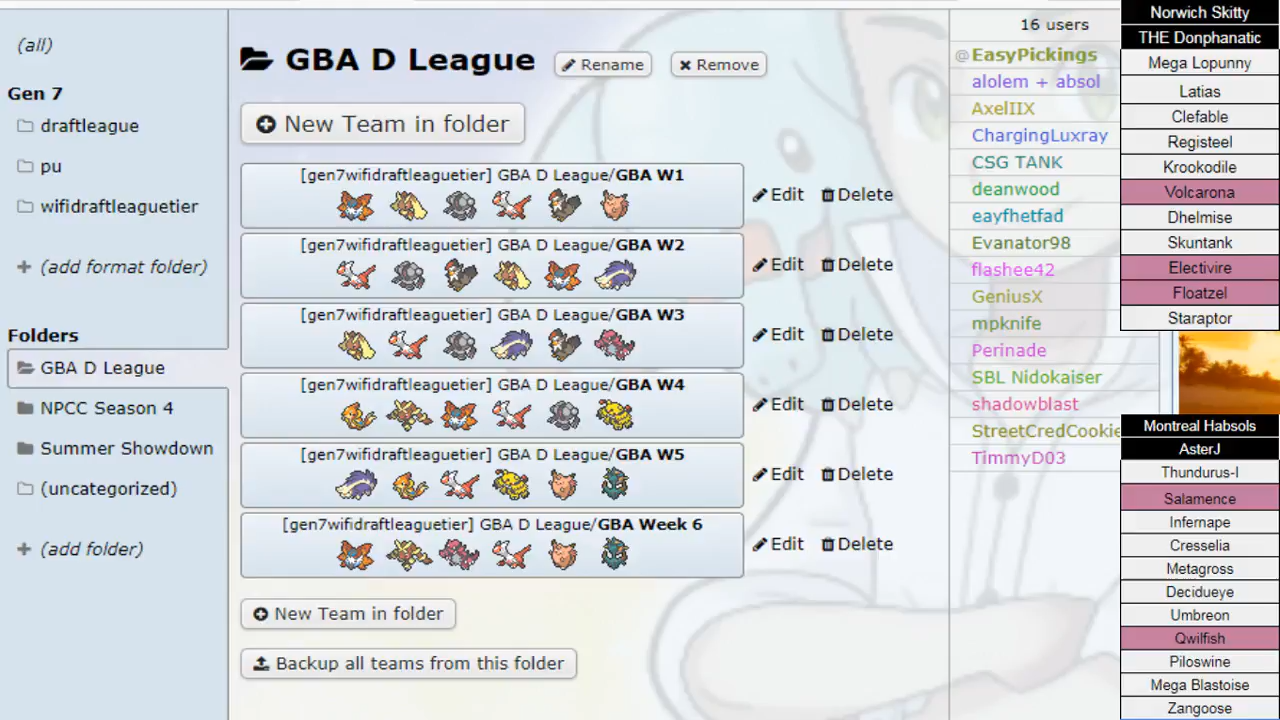 (all)
Gen 7
draftleague
pu
wifidraftleaguetier
(add format folder)
Folders
GBA D League
NPCC Season 4
Summer Showdown
(uncategorized)
(add folder)
GBA D League
Rename
Remove
New Team in folder
[gen7wifidraftleaguetier] GBA D League/GBA W1
Edit
Delete
[gen7wifidraftleaguetier] GBA D League/GBA W2
Edit
Delete
[gen7wifidraftleaguetier] GBA D League/GBA W3
Edit
Delete
[gen7wifidraftleaguetier] GBA D League/GBA W4
Edit
Delete
[gen7wifidraftleaguetier] GBA D League/GBA W5
Edit
Delete
[gen7wifidraftleaguetier] GBA D League/GBA Week 6
Edit
Delete
New Team in folder
Backup all teams from this folder
16 users
@EasyPickings
alolem + absol
AxelIIX
ChargingLuxray
CSG TANK
deanwood
eayfhetfad
Evanator98
flashee42
GeniusX
mpknife
Perinade
SBL Nidokaiser
shadowblast
StreetCredCookie
TimmyD03
Norwich Skitty
THE Donphanatic
Mega Lopunny
Latias
Clefable
Registeel
Krookodile
Volcarona
Dhelmise
Skuntank
Electivire
Floatzel
Staraptor
Montreal Habsols
AsterJ
Thundurus-I
Salamence
Infernape
Cresselia
Metagross
Decidueye
Umbreon
Qwilfish
Piloswine
Mega Blastoise
Zangoose